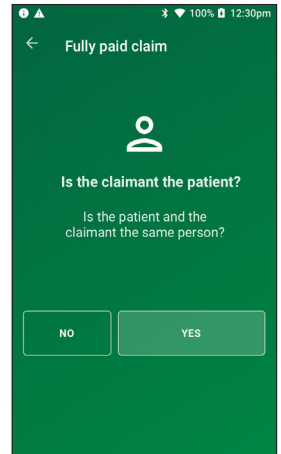 100% 12:30pm
Fully paid claim
Is the claimant the patient?
Is the patient and the
claimant the same person?
NO YES